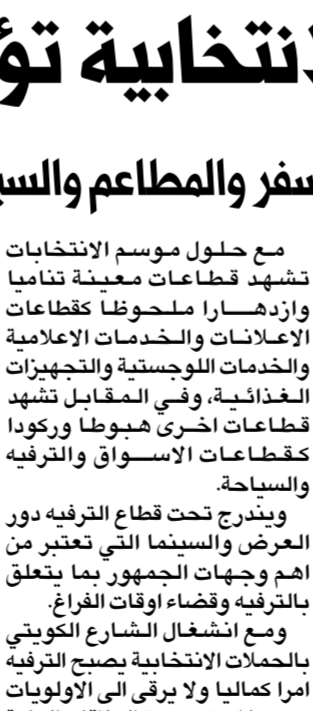 الانتخابية تؤ
سفر والمطاعم والسي
مع حلول موسم الانتخابات
تشهد قطاعات معينة تناميا
وازدهارا ملحوظا كقطاعات
الاعلانات والخدمات الاعلامية
والخدمات اللوجستية والتجهيزات
الغذائية، وفي المقابل تشهد
قطاعات اخرى هبوطا وركودا
كقطاعات الاسواق والترفيه
والسياحة.
ويندرج تحت قطاع الترفيه دور
العرض والسينما التي تعتبر من
اهم وجهات الجمهور بما يتعلق
بالترفيه وقضاء اوقات الفراغ.
ومع انشغال الشارع الكويتي
بالحملات الانتخابية يصبح الترفيه
امرا كماليا ولا يرقى الى الاولويات